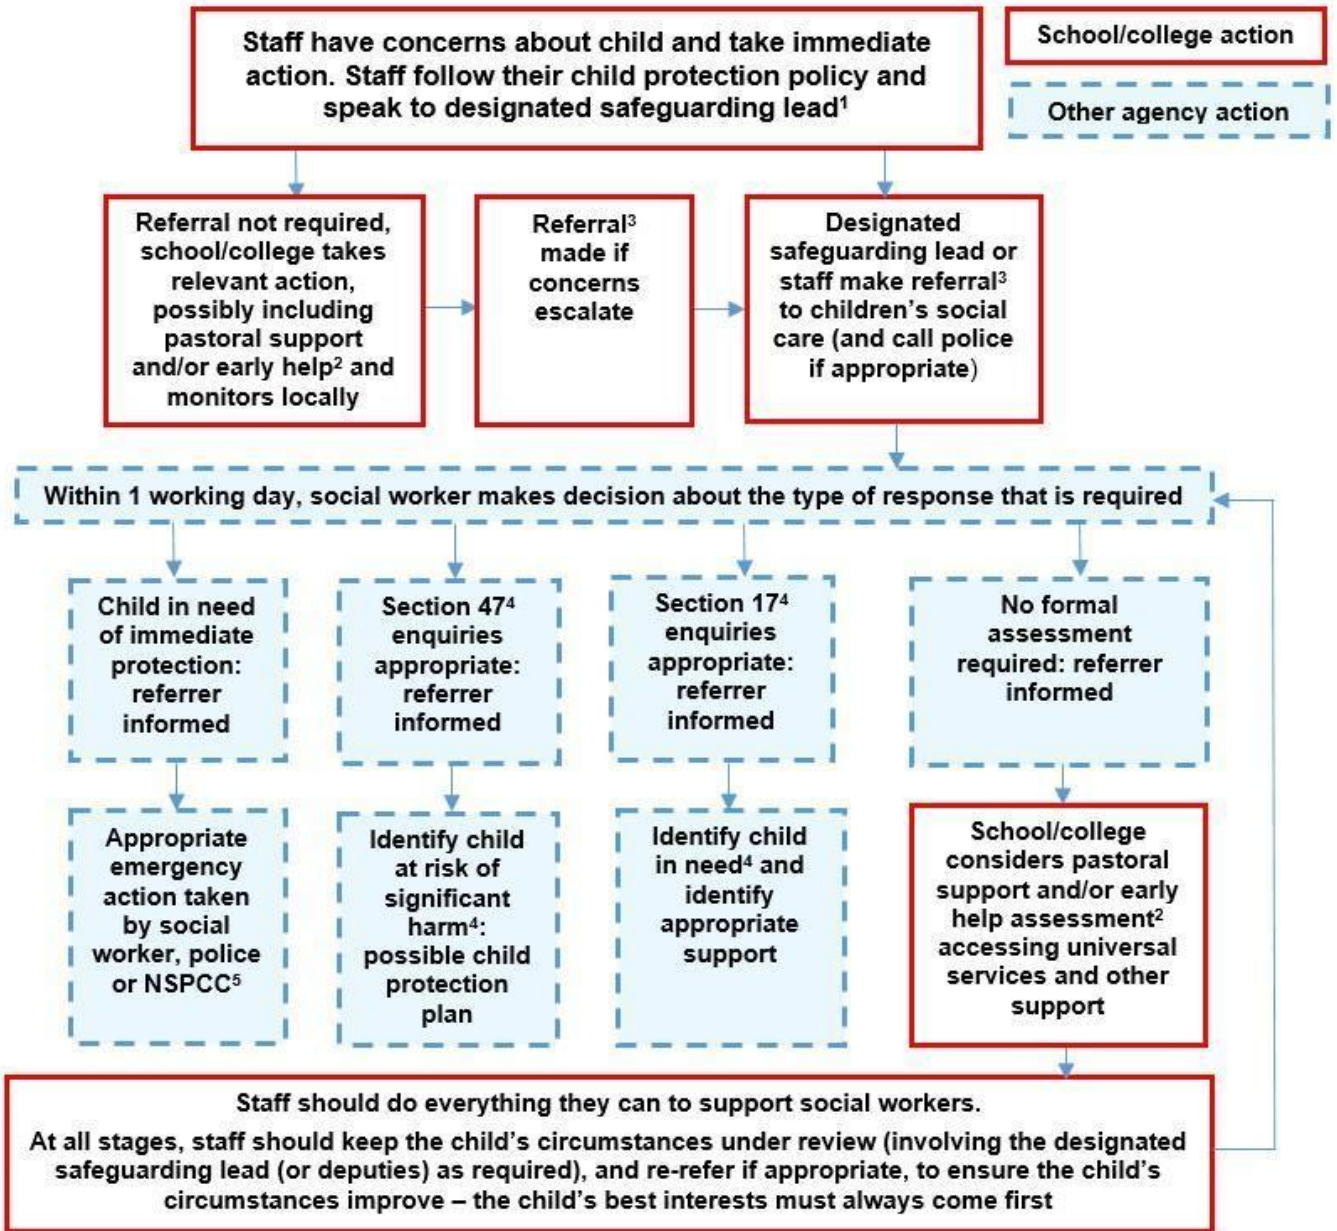 Staff have concerns about child and take immediate
action. Staff follow their child protection policy and
speak to designated safeguarding lead¹
School/college action
Other agency action
Referral not required,
school/college takes
relevant action,
possibly including
pastoral support
and/or early help² and
monitors locally
Referral³
made if
concerns
escalate
Designated
safeguarding lead or
staff make referral³
to children's social
care (and call police
if appropriate)
Within 1 working day, social worker makes decision about the type of response that is required
Child in need
of immediate
protection:
referrer
informed
Section 47⁴
enquiries
appropriate:
referrer
informed
Section 17⁴
enquiries
appropriate:
referrer
informed
No formal
assessment
required: referrer
informed
Appropriate
emergency
action taken
by social
worker, police
or NSPCC⁵
Identify child
at risk of
significant
harm⁴:
possible child
protection
plan
Identify child
in need⁴ and
identify
appropriate
support
School/college
considers pastoral
support and/or early
help assessment²
accessing universal
services and other
support
Staff should do everything they can to support social workers.
At all stages, staff should keep the child's circumstances under review (involving the designated
safeguarding lead (or deputies) as required), and re-refer if appropriate, to ensure the child's
circumstances improve – the child's best interests must always come first